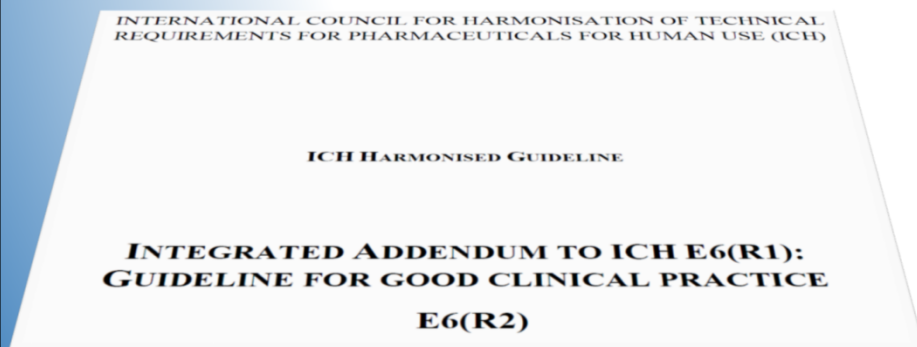 INTERNATIONAL COUNCIL FOR HARMONISATION OF TECHNICAL
REQUIREMENTS FOR PHARMACEUTICALS FOR HUMAN USE (ICH)
ICH HARMONISED GUIDELINE
INTEGRATED ADDENDUM TO ICH E6(R1):
GUIDELINE FOR GOOD CLINICAL PRACTICE
E6(R2)